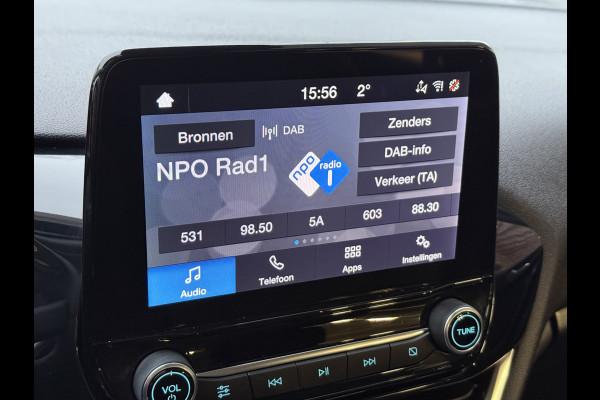 15:56 2°
Bronnen
DAB
Zenders
NPO Rad1
npo radio 1
DAB-info
Verkeer (TA)
531 98.50 5A 603 88.30
Audio Telefoon Apps Instellingen
VOL
TUNE